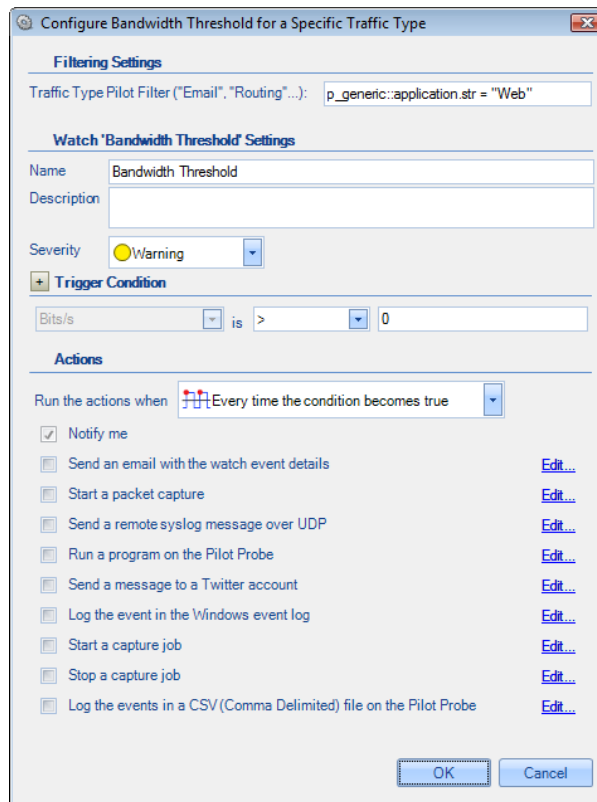 Configure Bandwidth Threshold for a Specific Traffic Type
Filtering Settings
Traffic Type Pilot Filter ("Email", "Routing"...): p_generic::application.str = "Web"
Watch 'Bandwidth Threshold' Settings
Name Bandwidth Threshold
Description
Severity Warning
+ Trigger Condition
Bits/s is > 0
Actions
Run the actions when Every time the condition becomes true
Notify me
Send an email with the watch event details Edit...
Start a packet capture Edit...
Send a remote syslog message over UDP Edit...
Run a program on the Pilot Probe Edit...
Send a message to a Twitter account Edit...
Log the event in the Windows event log Edit...
Start a capture job Edit...
Stop a capture job Edit...
Log the events in a CSV (Comma Delimited) file on the Pilot Probe Edit...
OK Cancel